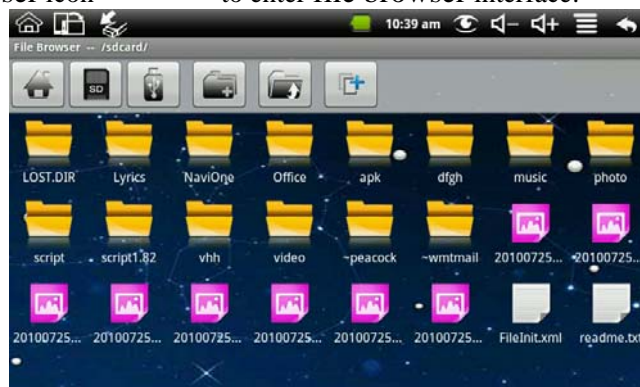 ser icon to enter file browser interface.
10:39 am
File Browser -- /sdcard/
SD
LOST.DIR Lyrics NaviOne Office apk dfgh music photo
script script1.82 vhh video ~peacock ~wmtmail 20100725... 20100725...
20100725... 20100725... 20100725... 20100725... 20100725... 20100725... FileInit.xml readme.txt